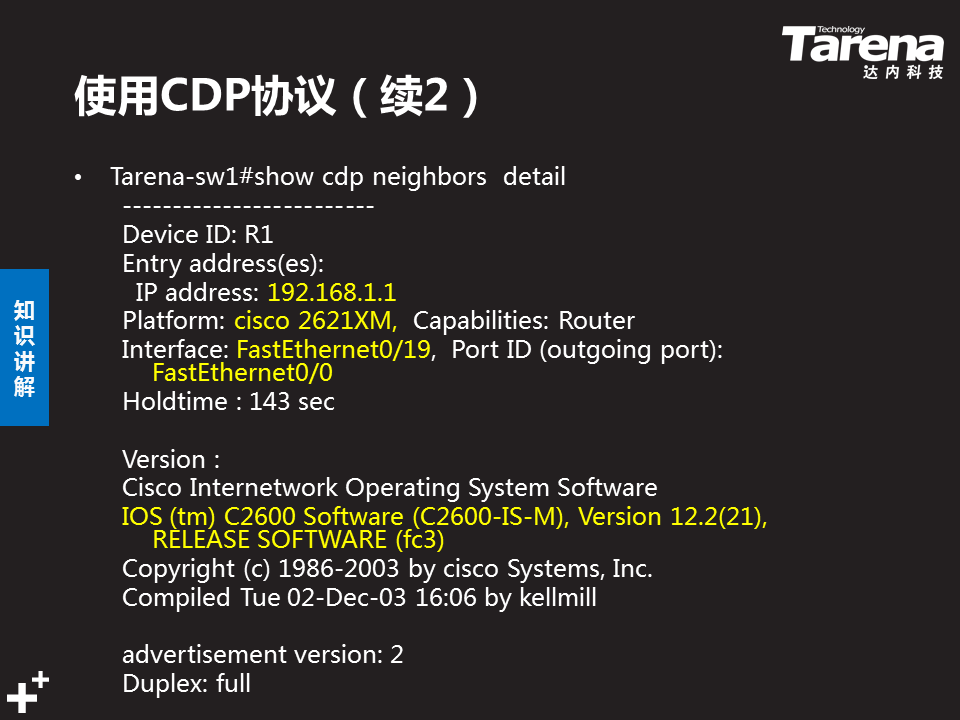 Technology
Tarena
达内科技
使用CDP协议（续2）
• Tarena-sw1#show cdp neighbors  detail
-------------------------
Device ID: R1
Entry address(es):
IP address: 192.168.1.1
Platform: cisco 2621XM,  Capabilities: Router
Interface: FastEthernet0/19,  Port ID (outgoing port):
FastEthernet0/0
Holdtime : 143 sec
Version :
Cisco Internetwork Operating System Software
IOS (tm) C2600 Software (C2600-IS-M), Version 12.2(21),
RELEASE SOFTWARE (fc3)
Copyright (c) 1986-2003 by cisco Systems, Inc.
Compiled Tue 02-Dec-03 16:06 by kellmill
advertisement version: 2
Duplex: full
知识讲解